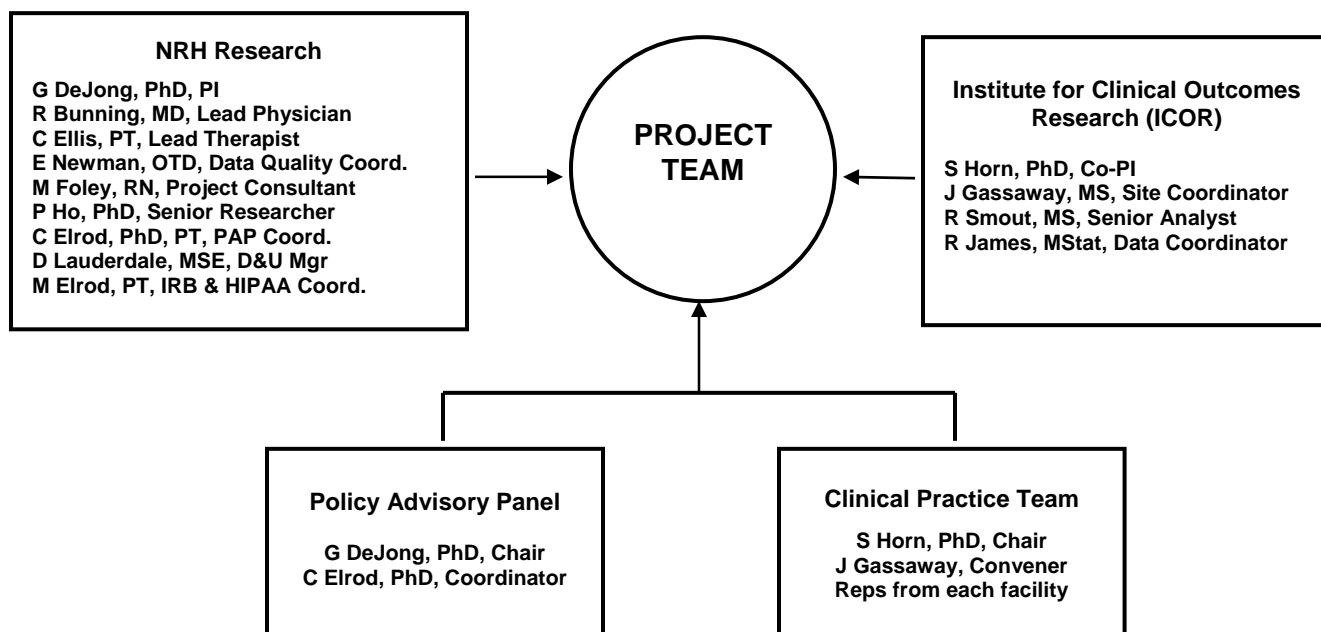 NRH Research
G DeJong, PhD, PI
R Bunning, MD, Lead Physician
C Ellis, PT, Lead Therapist
E Newman, OTD, Data Quality Coord.
M Foley, RN, Project Consultant
P Ho, PhD, Senior Researcher
C Elrod, PhD, PT, PAP Coord.
D Lauderdale, MSE, D&U Mgr
M Elrod, PT, IRB & HIPAA Coord.
PROJECT
TEAM
Institute for Clinical Outcomes
Research (ICOR)
S Horn, PhD, Co-PI
J Gassaway, MS, Site Coordinator
R Smout, MS, Senior Analyst
R James, MStat, Data Coordinator
Policy Advisory Panel
G DeJong, PhD, Chair
C Elrod, PhD, Coordinator
Clinical Practice Team
S Horn, PhD, Chair
J Gassaway, Convener
Reps from each facility